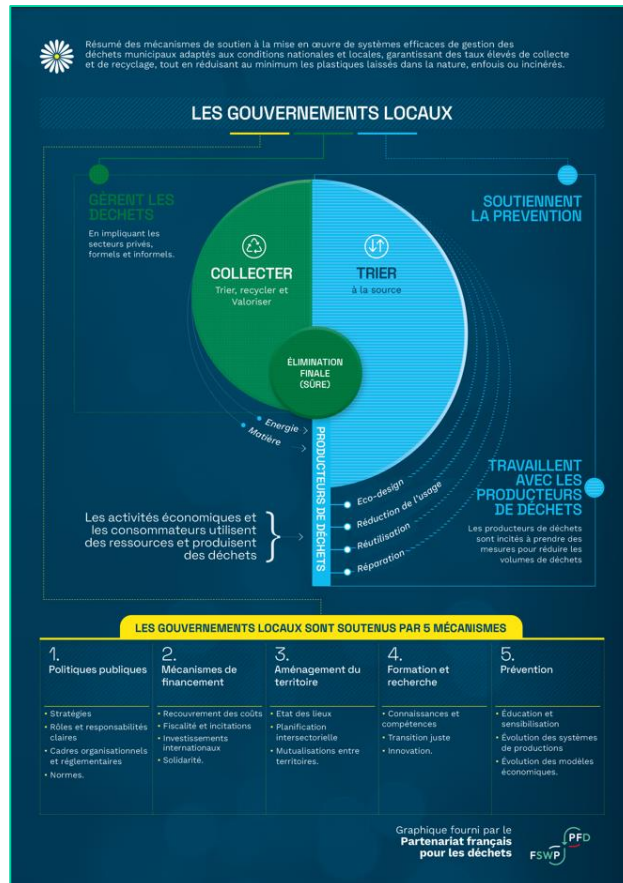 Résumé des mécanismes de soutien à la mise en œuvre de systèmes efficaces de gestion des
déchets municipaux adaptés aux conditions nationales et locales, garantissant des taux élevés de collecte
et de recyclage, tout en réduisant au minimum les plastiques laissés dans la nature, enfouis ou incinérés.
LES GOUVERNEMENTS LOCAUX
GÈRENT LES
DECHETS
En impliquant les
secteurs privés,
formels et informels.
SOUTIENNENT
LA PREVENTION
COLLECTER
Trier, recycler et
Valoriser
TRIER
à la source
ÉLIMINATION
FINALE
(SÛRE)
Energie
Matière
PRODUCTEURS DE DÉCHETS
Eco-design
Réduction de l'usage
Réutilisation
Réparation
TRAVAILLENT
AVEC LES
PRODUCTEURS
DE DÉCHETS
Les producteurs de déchets
sont incités à prendre des
mesures pour réduire les
volumes de déchets
Les activités économiques et
les consommateurs utilisent
des ressources et produisent
des déchets
LES GOUVERNEMENTS LOCAUX SONT SOUTENUS PAR 5 MÉCANISMES
1.
Politiques publiques
• Stratégies
• Rôles et responsabilités
claires
• Cadres organisationnels
et réglementaires
• Normes.
2.
Mécanismes de
financement
• Recouvrement des coûts
• Fiscalité et incitations
• Investissements
internationaux
• Solidarité.
3.
Aménagement du
territoire
• Etat des lieux
• Planification
intersectorielle
• Mutualisations entre
territoires.
4.
Formation et
recherche
• Connaissances et
compétences
• Transition juste
• Innovation.
5.
Prévention
• Éducation et
sensibilisation
• Évolution des systèmes
de productions
• Évolution des modèles
économiques.
Graphique fourni par le
Partenariat français
pour les déchets
FSWP
PFD